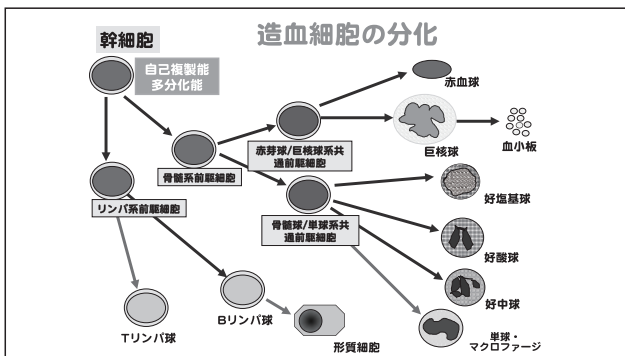 造血細胞の分化
幹細胞
自己複製能
多分化能
赤血球
巨核球
血小板
赤芽球/巨核球系共
通前駆細胞
骨髄系前駆細胞
リンパ系前駆細胞
骨髄球/単球系共
通前駆細胞
好塩基球
好酸球
好中球
単球・
マクロファージ
Tリンパ球
Bリンパ球
形質細胞